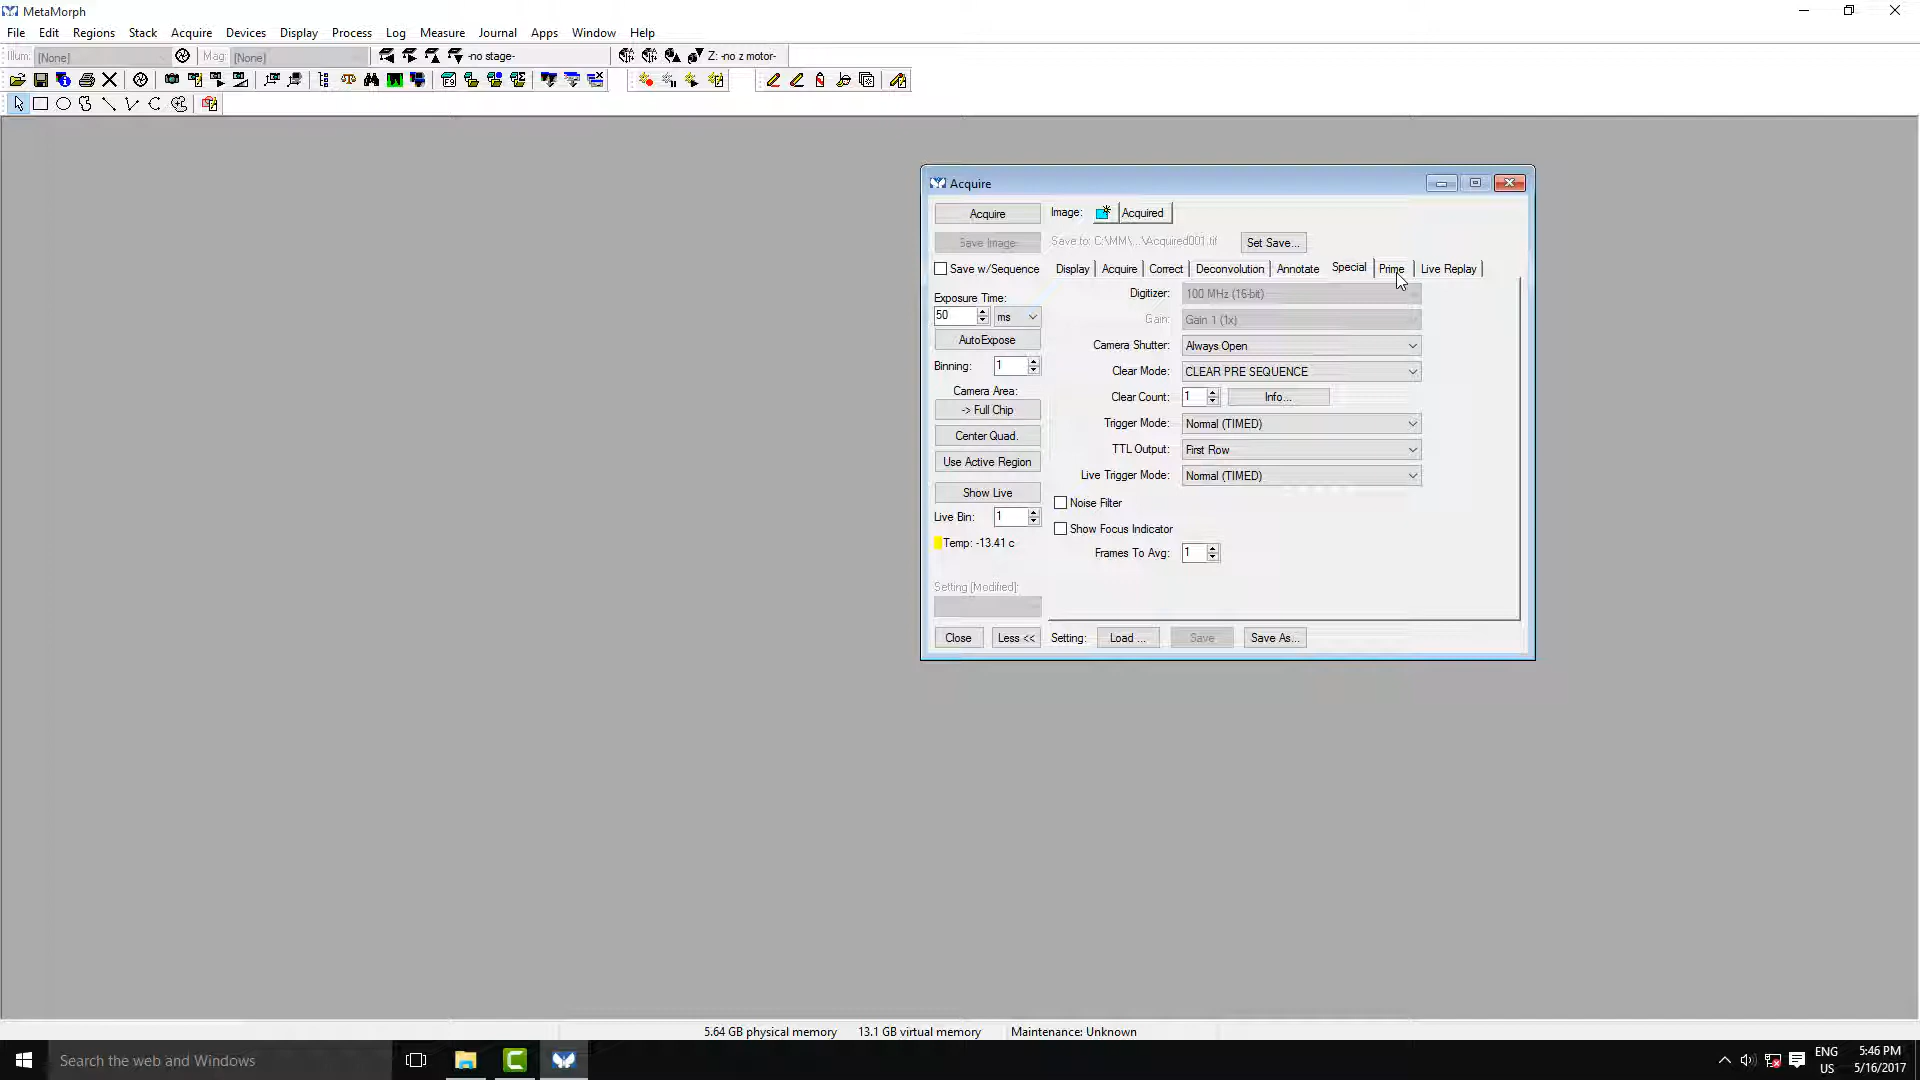 MetaMorph
File Edit Regions Stack Acquire Devices Display Process Log Measure Journal Apps Window Help
Illum: [None] Mag: [None] -no stage- Z: -no z motor-
Acquire
Acquire Image: Acquired
Save Image Save to: C:\MM\...\Acquired001.tif Set Save...
Save w/Sequence Display Acquire Correct Deconvolution Annotate Special Prime Live Replay
Digitizer: 100 MHz (16-bit)
Exposure Time:
50 ms Gain: Gain 1 (1x)
AutoExpose Camera Shutter: Always Open
Binning: 1 Clear Mode: CLEAR PRE SEQUENCE
Camera Area: Clear Count: 1 Info...
-> Full Chip Trigger Mode: Normal (TIMED)
Center Quad. TTL Output: First Row
Use Active Region Live Trigger Mode: Normal (TIMED)
Show Live Noise Filter
Live Bin: 1 Show Focus Indicator
Temp: -13.41 c Frames To Avg: 1
Setting [Modified]:
Close Less << Setting: Load ... Save Save As...
5.64 GB physical memory 13.1 GB virtual memory Maintenance: Unknown
Search the web and Windows
ENG 5:46 PM
US 5/16/2017